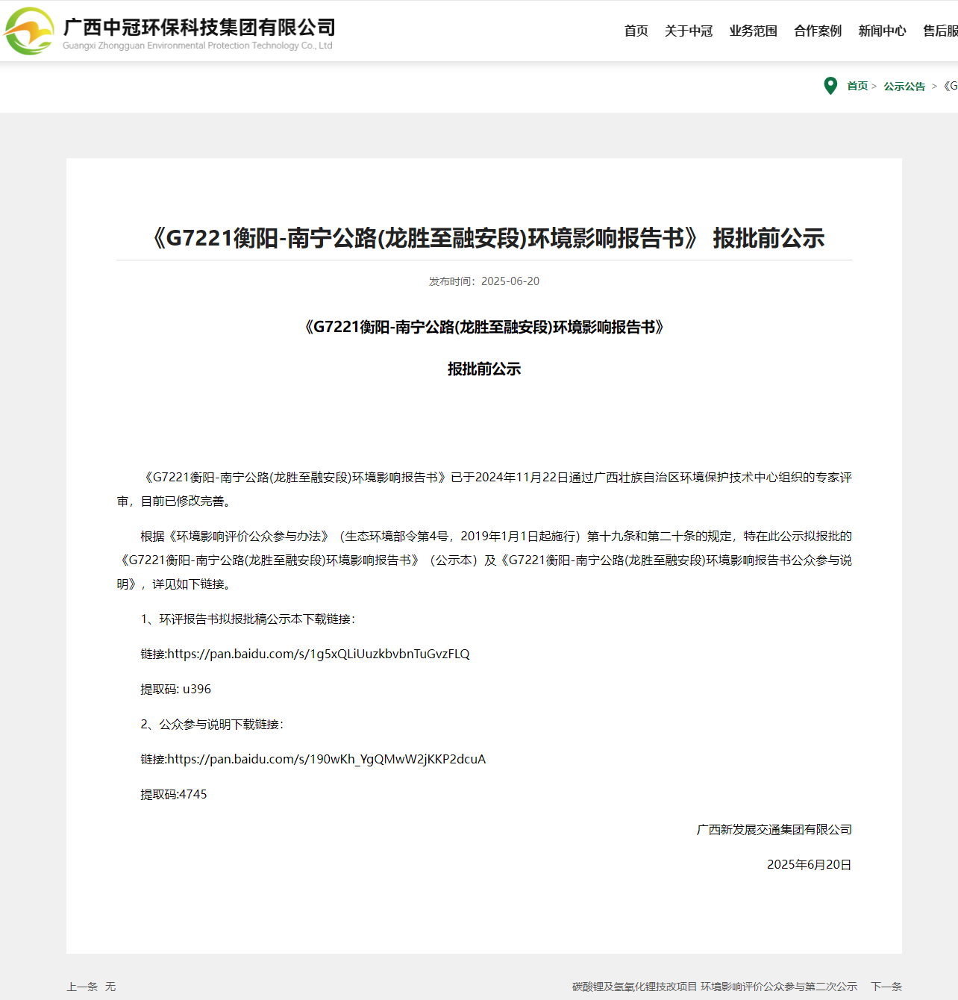 广西中冠环保科技集团有限公司
Guangxi Zhongguan Environmental Protection Technology Co., Ltd
首页 关于中冠 业务范围 合作案例 新闻中心 售后服
首页 > 公示公告 > 《G
《G7221衡阳-南宁公路(龙胜至融安段)环境影响报告书》 报批前公示
发布时间：2025-06-20
《G7221衡阳-南宁公路(龙胜至融安段)环境影响报告书》
报批前公示
《G7221衡阳-南宁公路(龙胜至融安段)环境影响报告书》已于2024年11月22日通过广西壮族自治区环境保护技术中心组织的专家评
审，目前已修改完善。
根据《环境影响评价公众参与办法》（生态环境部令第4号，2019年1月1日起施行）第十九条和第二十条的规定，特在此公示拟报批的
《G7221衡阳-南宁公路(龙胜至融安段)环境影响报告书》（公示本）及《G7221衡阳-南宁公路(龙胜至融安段)环境影响报告书公众参与说
明》，详见如下链接。
1、环评报告书拟报批稿公示本下载链接：
链接:https://pan.baidu.com/s/1g5xQLiUuzkbvbnTuGvzFLQ
提取码: u396
2、公众参与说明下载链接：
链接:https://pan.baidu.com/s/190wKh_YgQMwW2jKKP2dcuA
提取码:4745
广西新发展交通集团有限公司
2025年6月20日
上一条 无
碳酸锂及氢氧化锂技改项目 环境影响评价公众参与第二次公示 下一条